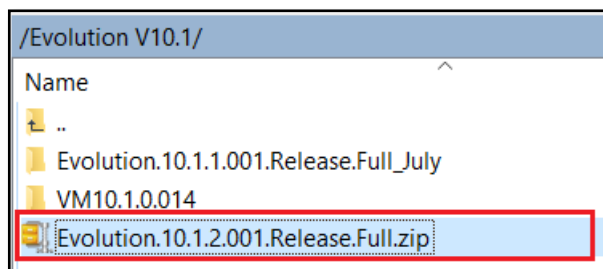 /Evolution V10.1/
Name
..
Evolution.10.1.1.001.Release.Full_July
VM10.1.0.014
Evolution.10.1.2.001.Release.Full.zip